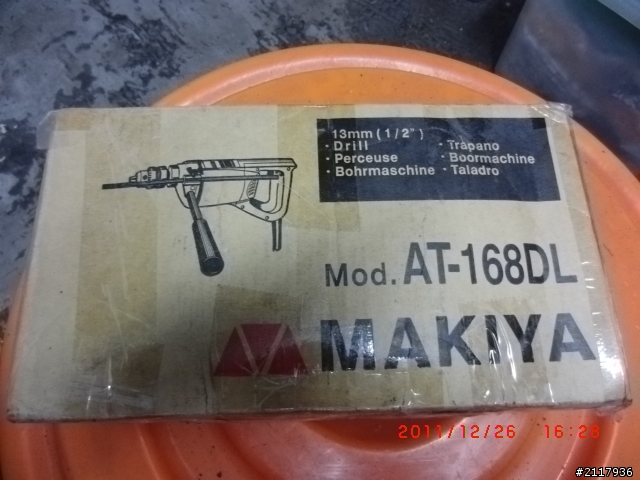 13mm (1/2")
· Drill · Trapano
· Perceuse · Boormachine
· Bohrmaschine · Taladro
Mod. AT-168DL
MAKIYA
2011/12/26 16:28
#2117936